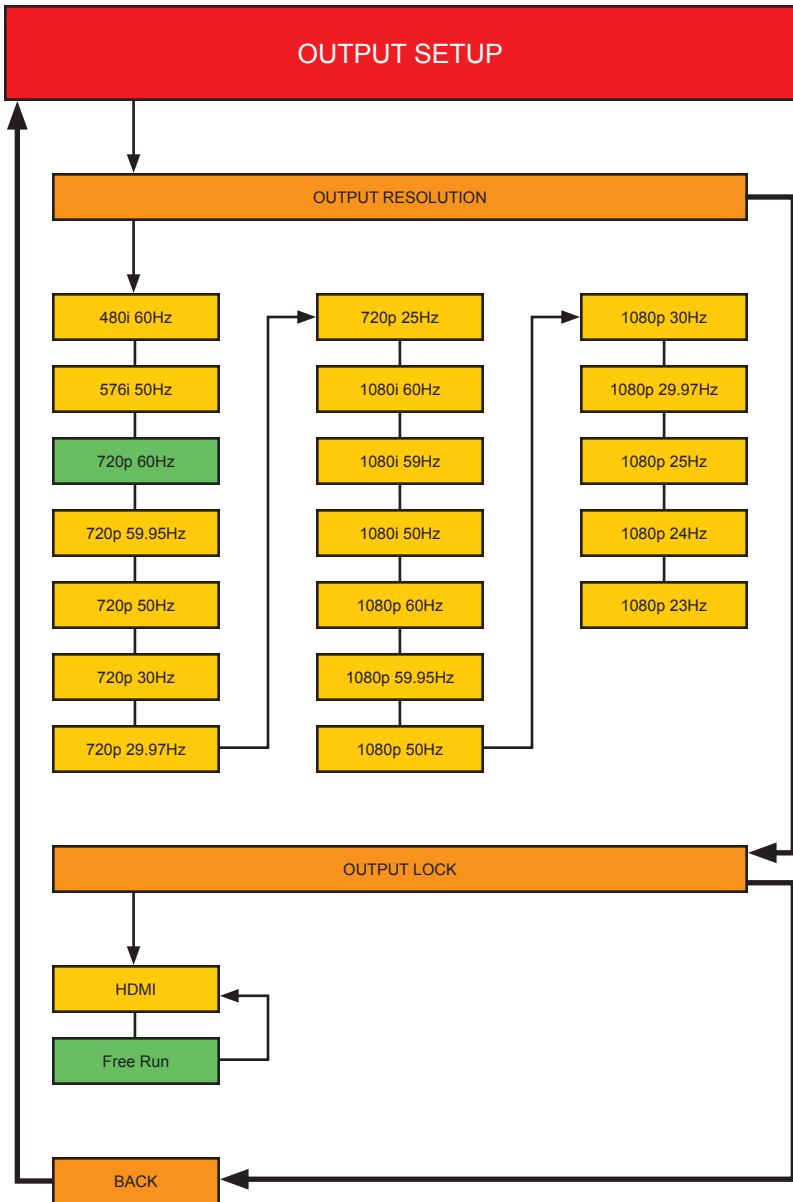 OUTPUT SETUP
OUTPUT RESOLUTION
480i 60Hz
576i 50Hz
720p 60Hz
720p 59.95Hz
720p 50Hz
720p 30Hz
720p 29.97Hz
720p 25Hz
1080i 60Hz
1080i 59Hz
1080i 50Hz
1080p 60Hz
1080p 59.95Hz
1080p 50Hz
1080p 30Hz
1080p 29.97Hz
1080p 25Hz
1080p 24Hz
1080p 23Hz
OUTPUT LOCK
HDMI
Free Run
BACK